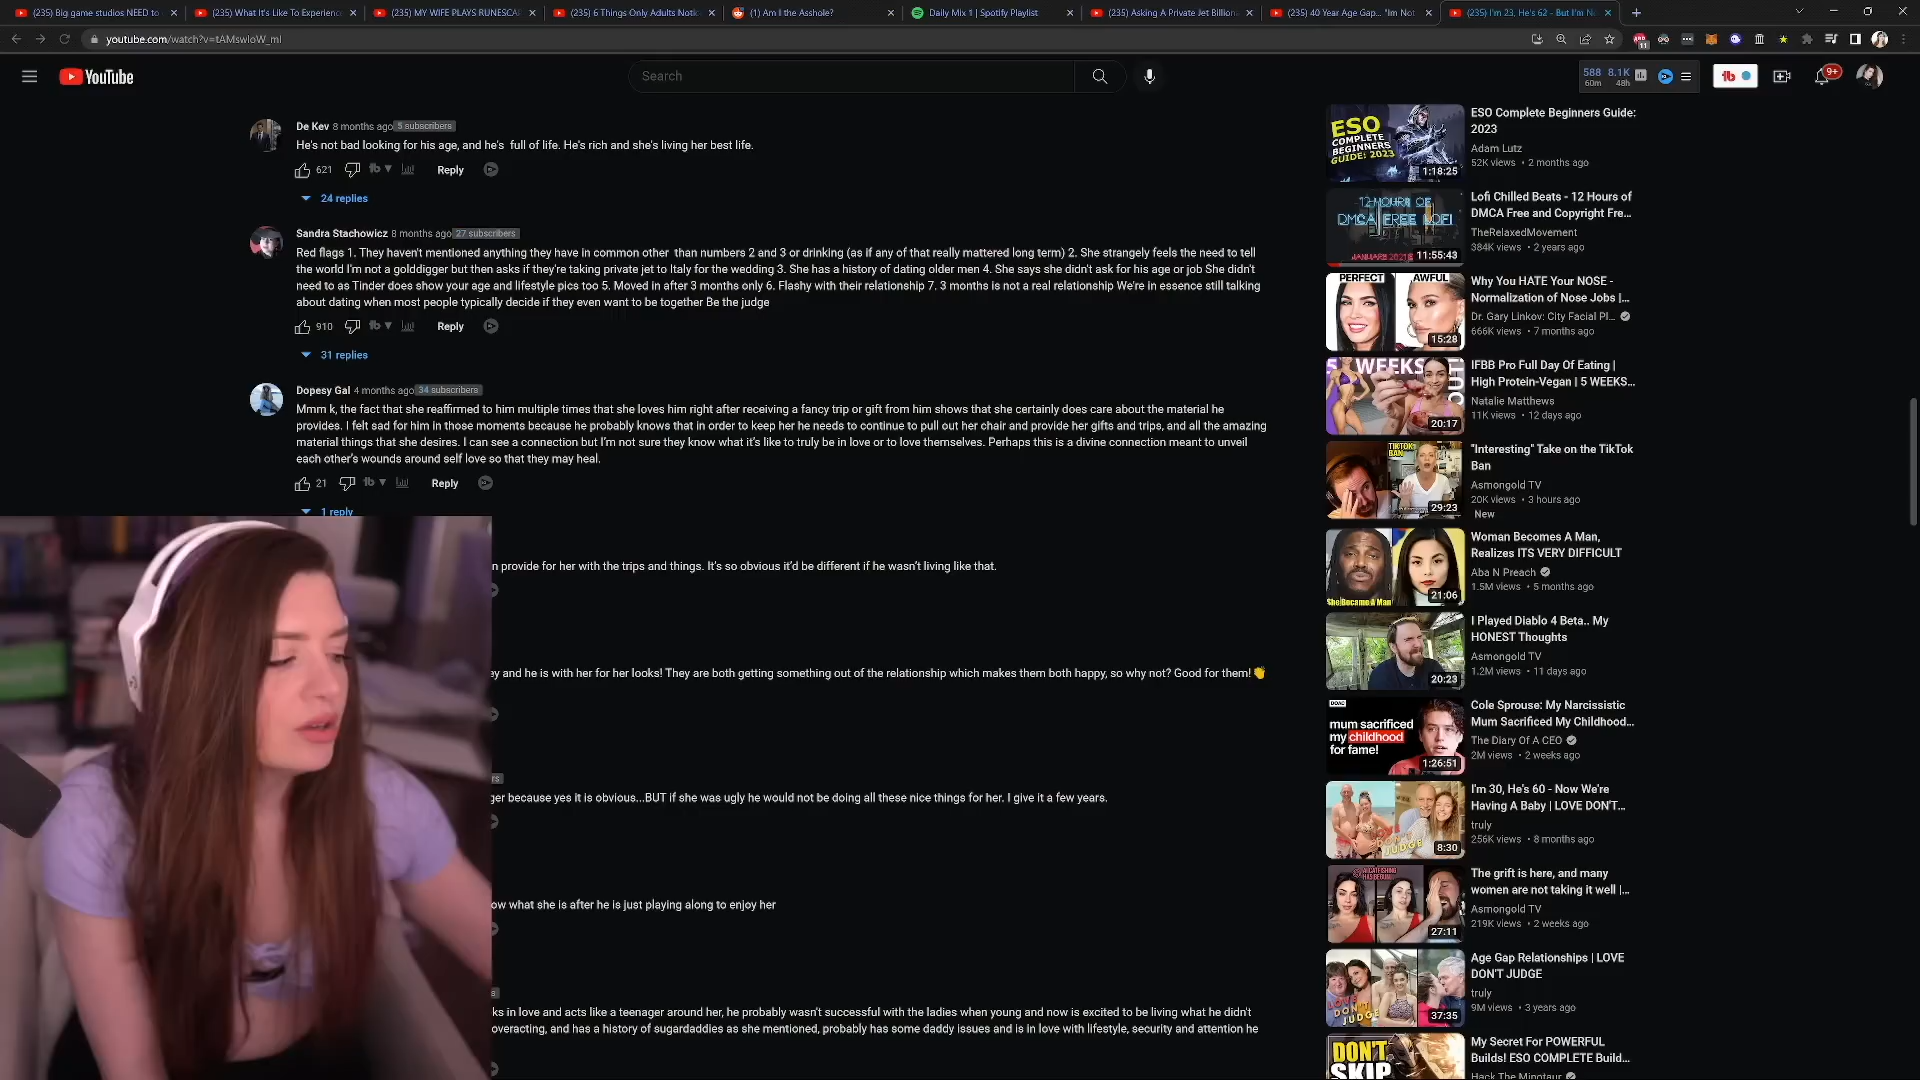 (235) Big game studios NEED to
(235) What It's Like To Experienc
(235) MY WIFE PLAYS RUNESCA
(235) 6 Things Only Adults Notic
(1) Am I the Asshole?
Daily Mix 1 | Spotify Playlist
(235) Asking A Private Jet Billion
(235) 40 Year Age Gap... "Im Not
(235) I'm 23, He's 62 - But I'm N
youtube.com/watch?v=tAMswIoW_mI
YouTube
Search
588 8.1K
60m 48h
9+
De Kev 8 months ago 5 subscribers
He's not bad looking for his age, and he's full of life. He's rich and she's living her best life.
621 Reply
24 replies
Sandra Stachowicz 8 months ago 27 subscribers
Red flags 1. They haven't mentioned anything they have in common other than numbers 2 and 3 or drinking (as if any of that really mattered long term) 2. She strangely feels the need to tell
the world I'm not a golddigger but then asks if they're taking private jet to Italy for the wedding 3. She has a history of dating older men 4. She says she didn't ask for his age or job She didn't
need to as Tinder does show your age and lifestyle pics too 5. Moved in after 3 months only 6. Flashy with their relationship 7. 3 months is not a real relationship We're in essence still talking
about dating when most people typically decide if they even want to be together Be the judge
910 Reply
31 replies
Dopesy Gal 4 months ago 34 subscribers
Mmm k, the fact that she reaffirmed to him multiple times that she loves him right after receiving a fancy trip or gift from him shows that she certainly does care about the material he
provides. I felt sad for him in those moments because he probably knows that in order to keep her he needs to continue to pull out her chair and provide her gifts and trips, and all the amazing
material things that she desires. I can see a connection but I'm not sure they know what it's like to truly be in love or to love themselves. Perhaps this is a divine connection meant to unveil
each other's wounds around self love so that they may heal.
21 Reply
1 reply
n provide for her with the trips and things. It's so obvious it'd be different if he wasn't living like that.
ey and he is with her for her looks! They are both getting something out of the relationship which makes them both happy, so why not? Good for them! 👏
rs
ger because yes it is obvious...BUT if she was ugly he would not be doing all these nice things for her. I give it a few years.
ow what she is after he is just playing along to enjoy her
s
ks in love and acts like a teenager around her, he probably wasn't successful with the ladies when young and now is excited to be living what he didn't
overacting, and has a history of sugardaddies as she mentioned, probably has some daddy issues and is in love with lifestyle, security and attention he
ESO
COMPLETE
BEGINNERS
GUIDE: 2023
1:18:25
ESO Complete Beginners Guide:
2023
Adam Lutz
52K views • 2 months ago
12 HOURS OF
DMCA FREE LOFI
11:55:43
Lofi Chilled Beats - 12 Hours of
DMCA Free and Copyright Fre...
TheRelaxedMovement
384K views • 2 years ago
PERFECT AWFUL
15:28
Why You HATE Your NOSE -
Normalization of Nose Jobs |...
Dr. Gary Linkov: City Facial Pl...
666K views • 7 months ago
5 WEEKS
OUT
20:17
IFBB Pro Full Day Of Eating |
High Protein-Vegan | 5 WEEKS...
Natalie Matthews
11K views • 12 days ago
TIKTOK
BAN
29:23
"Interesting" Take on the TikTok
Ban
Asmongold TV
20K views • 3 hours ago
New
She Became A Man
21:06
Woman Becomes A Man,
Realizes ITS VERY DIFFICULT
Aba N Preach
1.5M views • 5 months ago
20:23
I Played Diablo 4 Beta.. My
HONEST Thoughts
Asmongold TV
1.2M views • 11 days ago
DOAC
mum sacrificed
my childhood
for fame!
1:26:51
Cole Sprouse: My Narcissistic
Mum Sacrificed My Childhood...
The Diary Of A CEO
2M views • 2 weeks ago
8:30
I'm 30, He's 60 - Now We're
Having A Baby | LOVE DON'T...
truly
256K views • 8 months ago
27:11
The grift is here, and many
women are not taking it well |...
Asmongold TV
219K views • 2 weeks ago
LOVE
DON'T
JUDGE
37:35
Age Gap Relationships | LOVE
DON'T JUDGE
truly
9M views • 3 years ago
DON'T
SKIP
My Secret For POWERFUL
Builds! ESO COMPLETE Build...
Hack The Minotaur